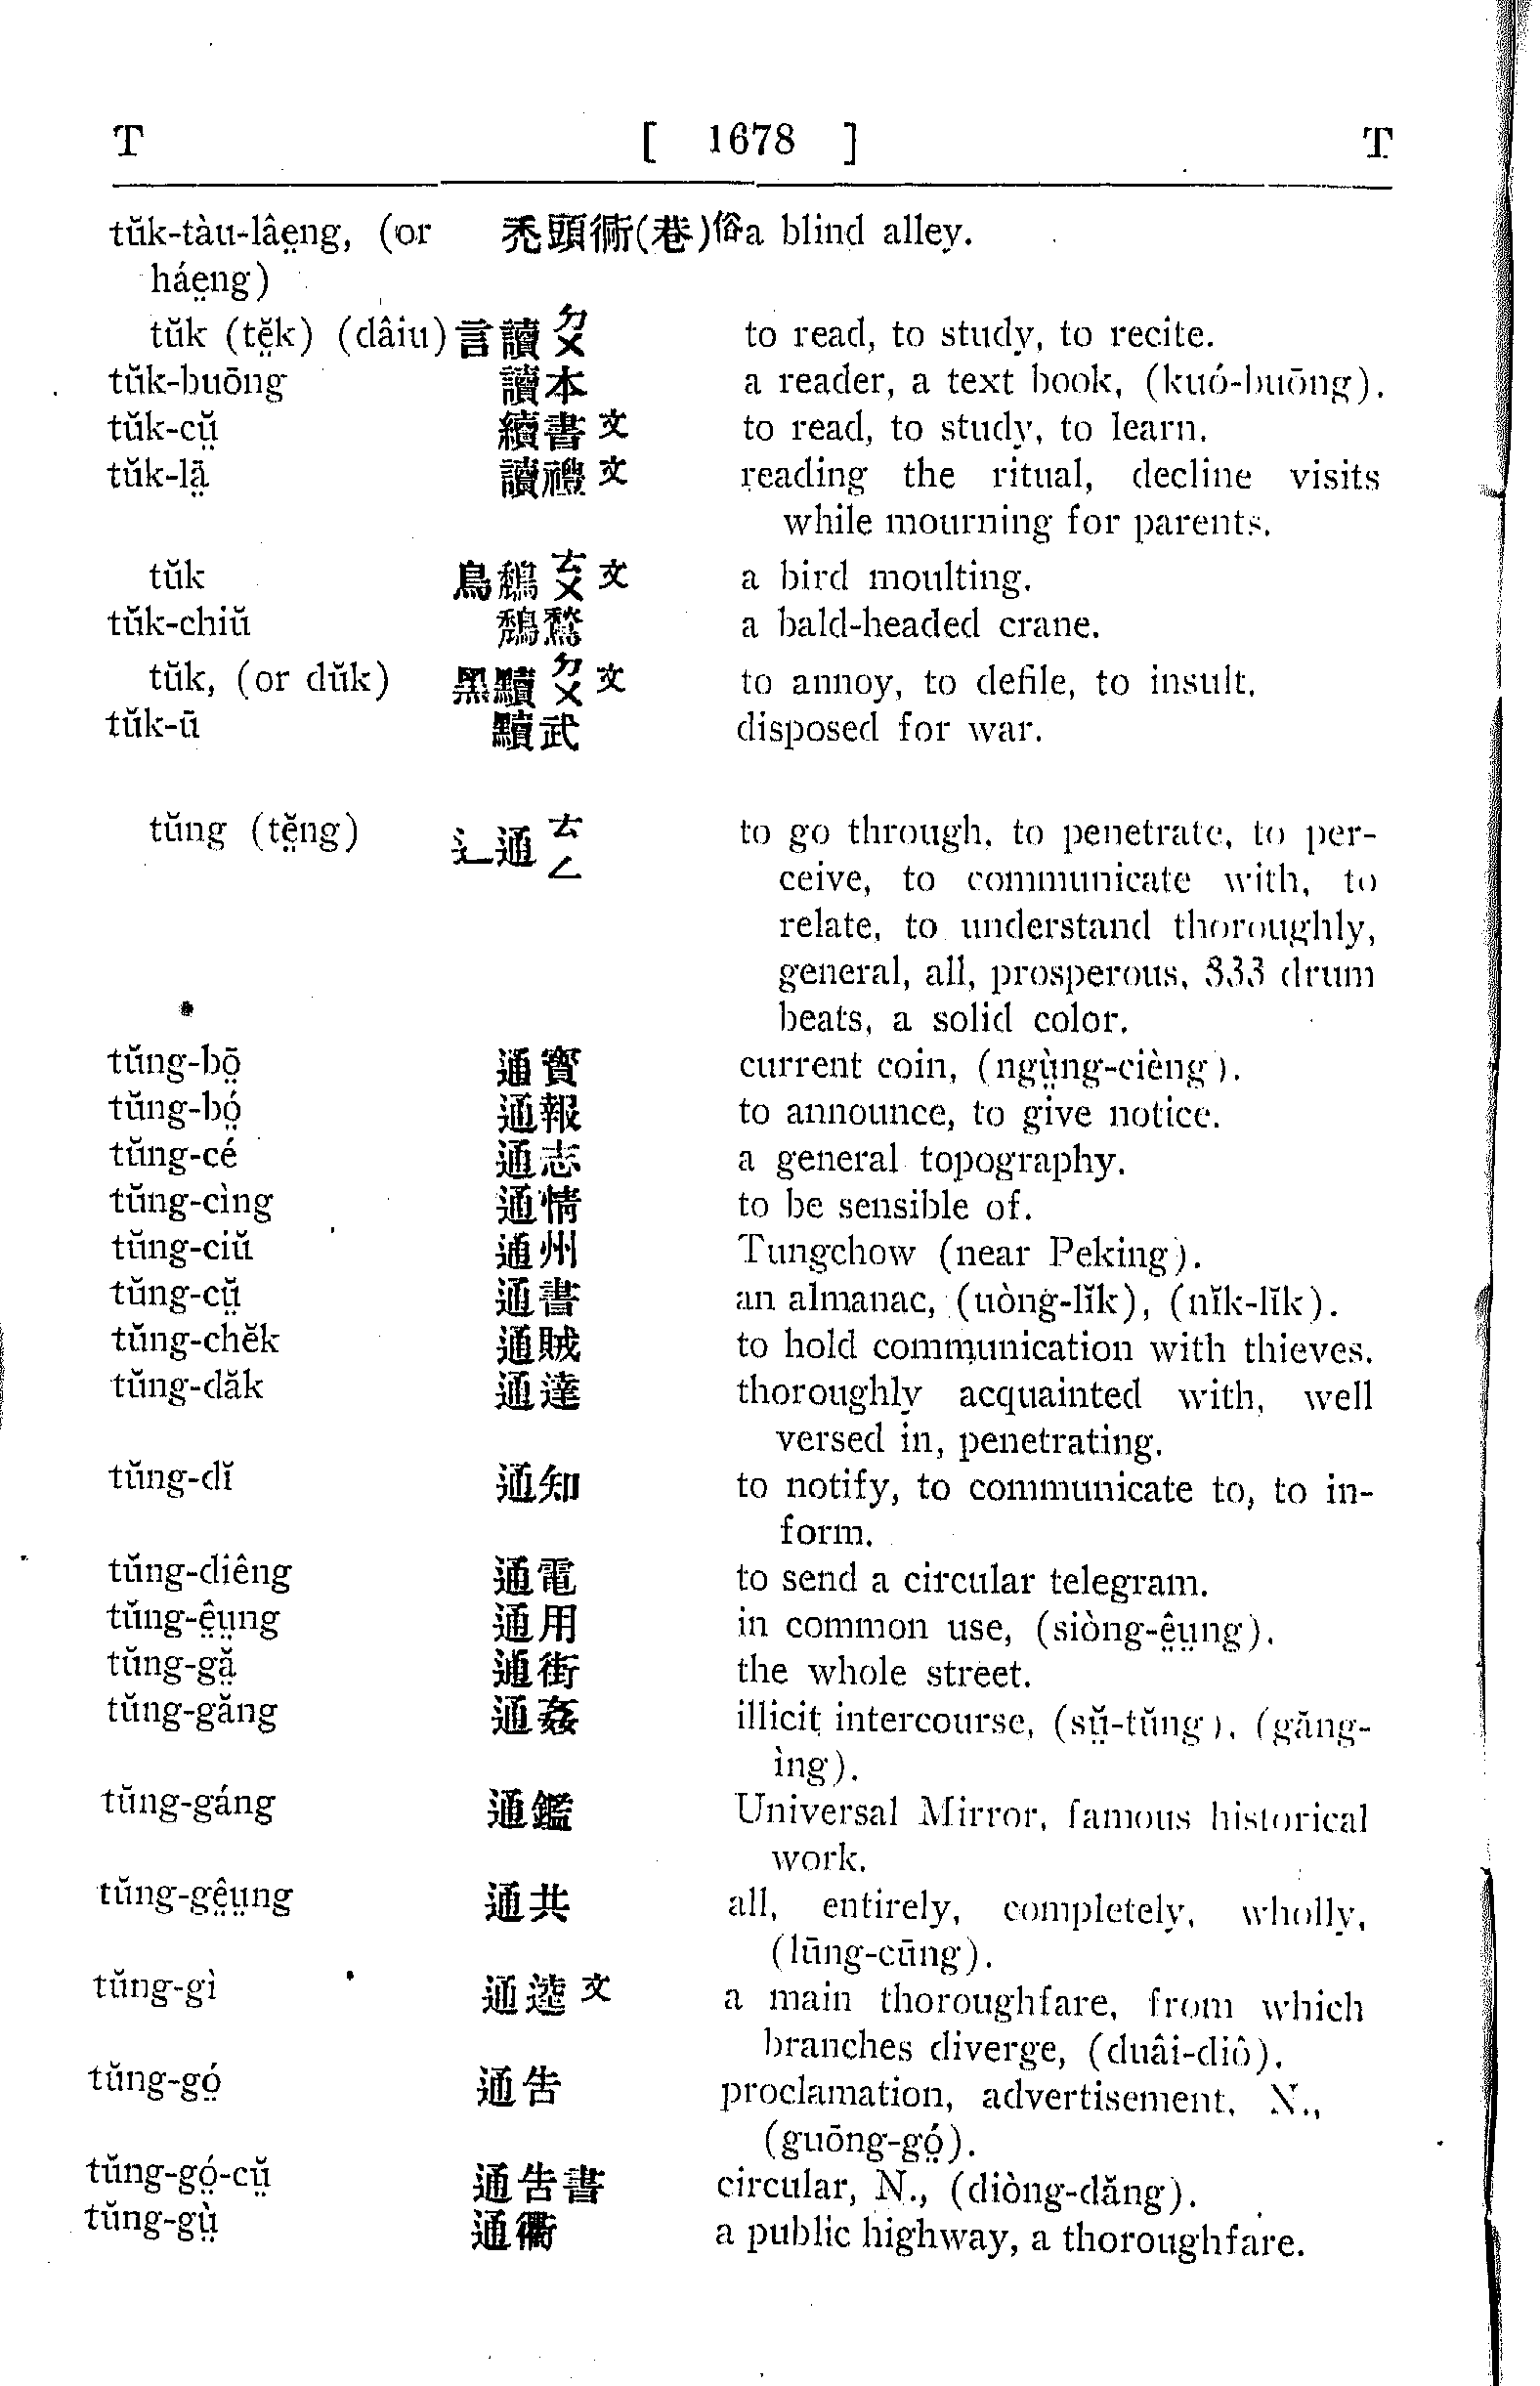 T [ 1678 ] T
tŭk-tàu-lâe̤ng, (or 禿頭衖(巷)俗 a blind alley.
háe̤ng)
tŭk (tĕ̤k) (dâiu) 言 讀 ㄉㄨ to read, to study, to recite.
tŭk-buōng 讀本 a reader, a text book, (kuó-buōng).
tŭk-cṳ̆ 續書 文 to read, to study, to learn.
tŭk-lā̤ 讀禮 文 reading the ritual, decline visits
while mourning for parents.
tŭk 鳥 鵚 ㄊㄨ 文 a bird moulting.
tŭk-chiŭ 鵚鶖 a bald-headed crane.
tŭk, (or dŭk) 黑 黷 ㄉㄨ 文 to annoy, to defile, to insult.
tŭk-ū 黷武 disposed for war.
tŭng (tĕ̤ng) 辶 通 ㄊㄥ to go through, to penetrate, to per-
ceive, to communicate with, to
relate, to understand thoroughly,
general, all, prosperous, 333 drum
beats, a solid color.
tŭng-bō̤ 通寳 current coin, (ngṳ̀ng-cièng).
tŭng-bó̤ 通報 to announce, to give notice.
tŭng-cé 通志 a general topography.
tŭng-cìng 通情 to be sensible of.
tŭng-ciŭ 通州 Tungchow (near Peking).
tŭng-cṳ̆ 通書 an almanac, (uòng-lĭk), (nĭk-lĭk).
tŭng-chĕk 通賊 to hold communication with thieves.
tŭng-dăk 通達 thoroughly acquainted with, well
versed in, penetrating.
tŭng-dĭ 通知 to notify, to communicate to, to in-
form.
tŭng-diêng 通電 to send a circular telegram.
tŭng-ê̤ṳng 通用 in common use, (siòng-ê̤ṳng).
tŭng-gă̤ 通街 the whole street.
tŭng-găng 通姦 illicit intercourse, (sṳ̆-tŭng), (găng-
ìng).
tŭng-gáng 通鑑 Universal Mirror, famous historical
work.
tŭng-gê̤ṳng 通共 all, entirely, completely, wholly,
(lūng-cūng).
tŭng-gì 通逵 文 a main thoroughfare, from which
branches diverge, (duâi-diô).
tŭng-gó̤ 通告 proclamation, advertisement, N.,
(guōng-gó̤).
tŭng-gó̤-cṳ̆ 通告書 circular, N., (diòng-dăng).
tŭng-gṳ̀ 通衢 a public highway, a thoroughfare.